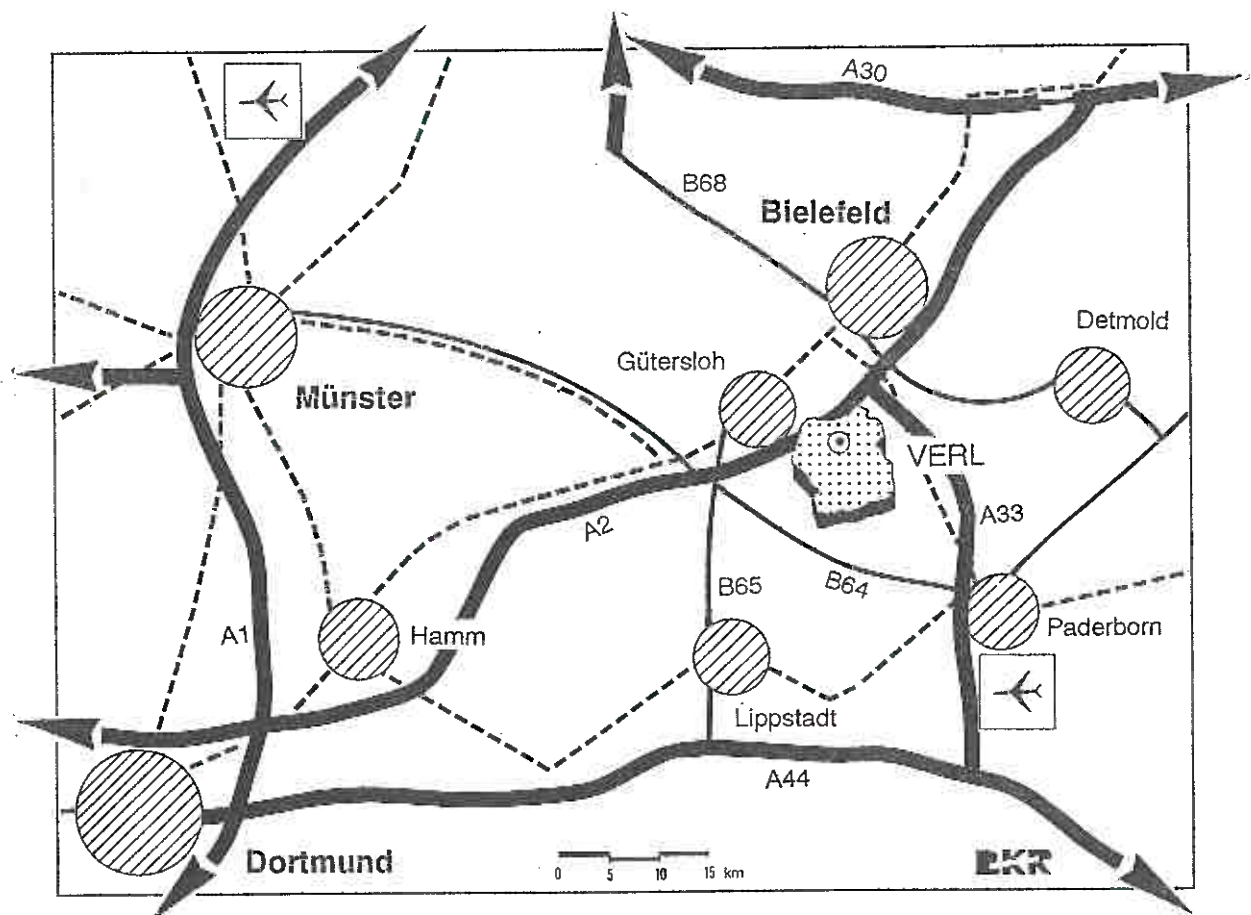 A30
B68
Bielefeld
Detmold
Gütersloh
Münster
VERL
A2
A33
B64
B65
A1
Hamm
Paderborn
Lippstadt
A44
Dortmund
0 5 10 15 km
BKR